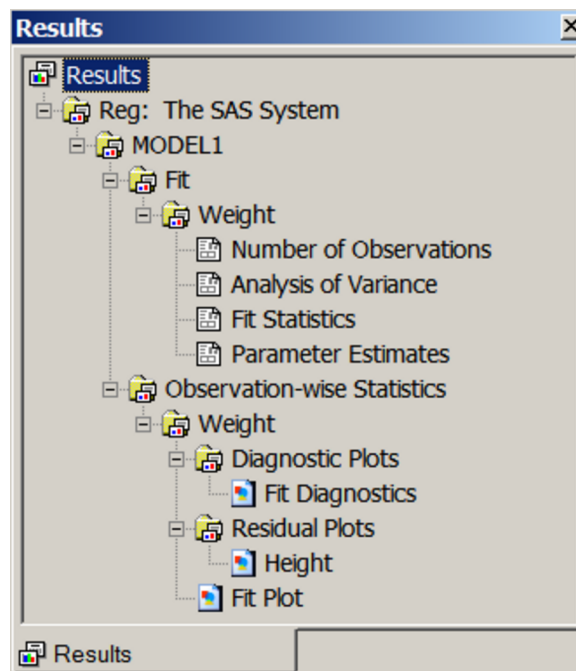 Results
Results
Reg: The SAS System
MODEL1
Fit
Weight
Number of Observations
Analysis of Variance
Fit Statistics
Parameter Estimates
Observation-wise Statistics
Weight
Diagnostic Plots
Fit Diagnostics
Residual Plots
Height
Fit Plot
Results